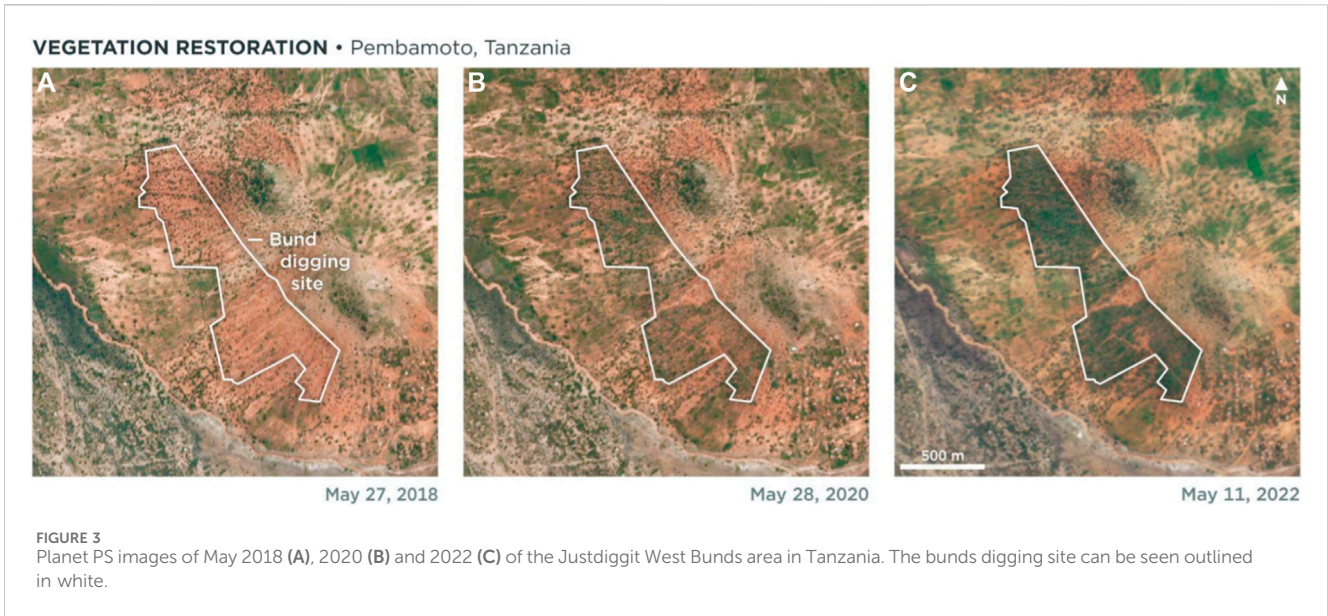 VEGETATION RESTORATION • Pembamoto, Tanzania
A
B
C
N
Bund
digging
site
500 m
May 27, 2018
May 28, 2020
May 11, 2022
FIGURE 3
Planet PS images of May 2018 (A), 2020 (B) and 2022 (C) of the Justdiggit West Bunds area in Tanzania. The bunds digging site can be seen outlined
in white.